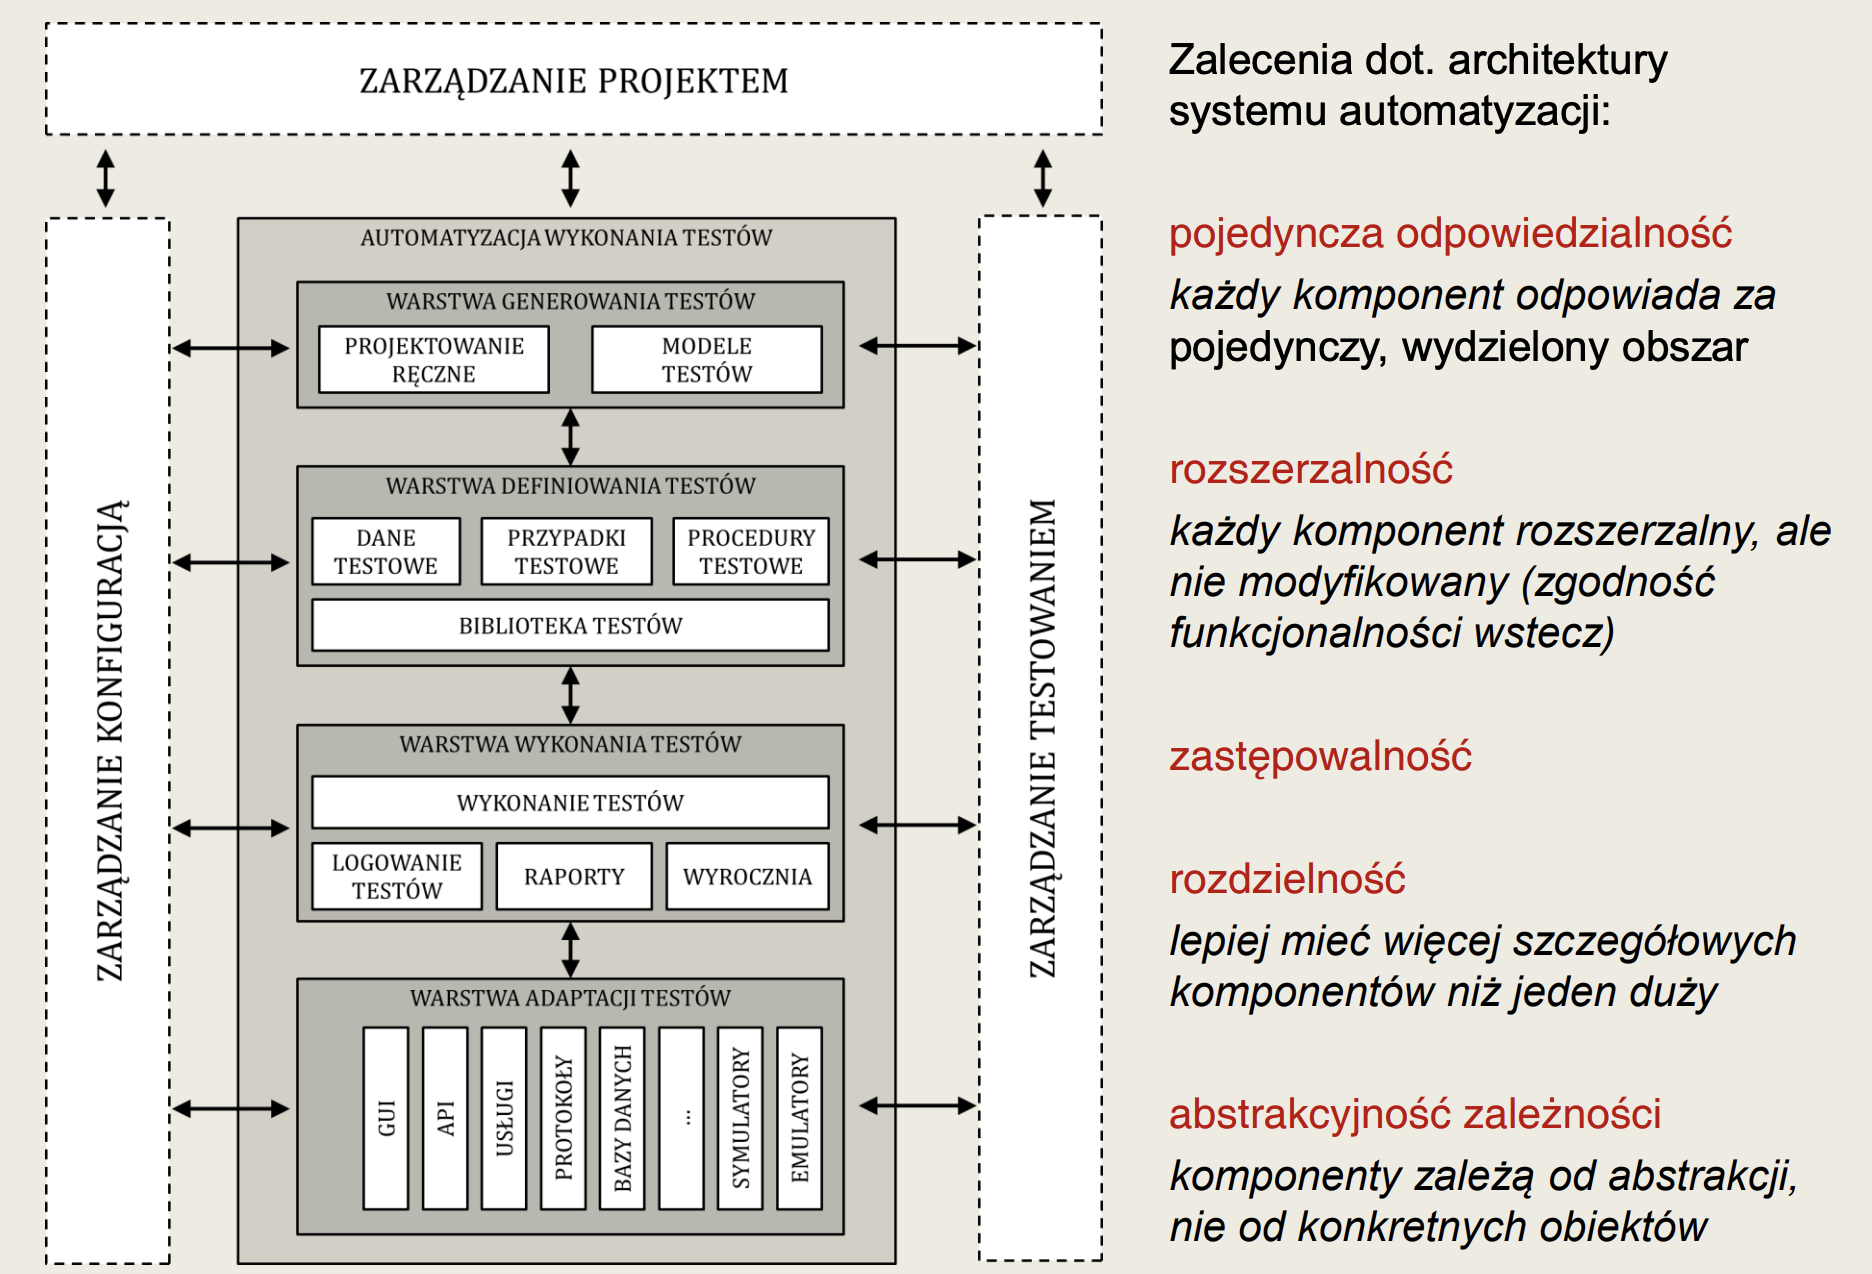 ZARZĄDZANIE PROJEKTEM
ZARZĄDZANIE KONFIGURACJĄ
AUTOMATYZACJA WYKONANIA TESTÓW
WARSTWA GENEROWANIA TESTÓW
PROJEKTOWANIE
RĘCZNE
MODELE
TESTÓW
WARSTWA DEFINIOWANIA TESTÓW
DANE
TESTOWE
PRZYPADKI
TESTOWE
PROCEDURY
TESTOWE
BIBLIOTEKA TESTÓW
WARSTWA WYKONANIA TESTÓW
WYKONANIE TESTÓW
LOGOWANIE
TESTÓW
RAPORTY
WYROCZNIA
WARSTWA ADAPTACJI TESTÓW
GUI
API
USŁUGI
PROTOKOŁY
BAZY DANYCH
...
SYMULATORY
EMULATORY
ZARZĄDZANIE TESTOWANIEM
Zalecenia dot. architektury
systemu automatyzacji:
pojedyncza odpowiedzialność
każdy komponent odpowiada za
pojedynczy, wydzielony obszar
rozszerzalność
każdy komponent rozszerzalny, ale
nie modyfikowany (zgodność
funkcjonalności wstecz)
zastępowalność
rozdzielność
lepiej mieć więcej szczegółowych
komponentów niż jeden duży
abstrakcyjność zależności
komponenty zależą od abstrakcji,
nie od konkretnych obiektów